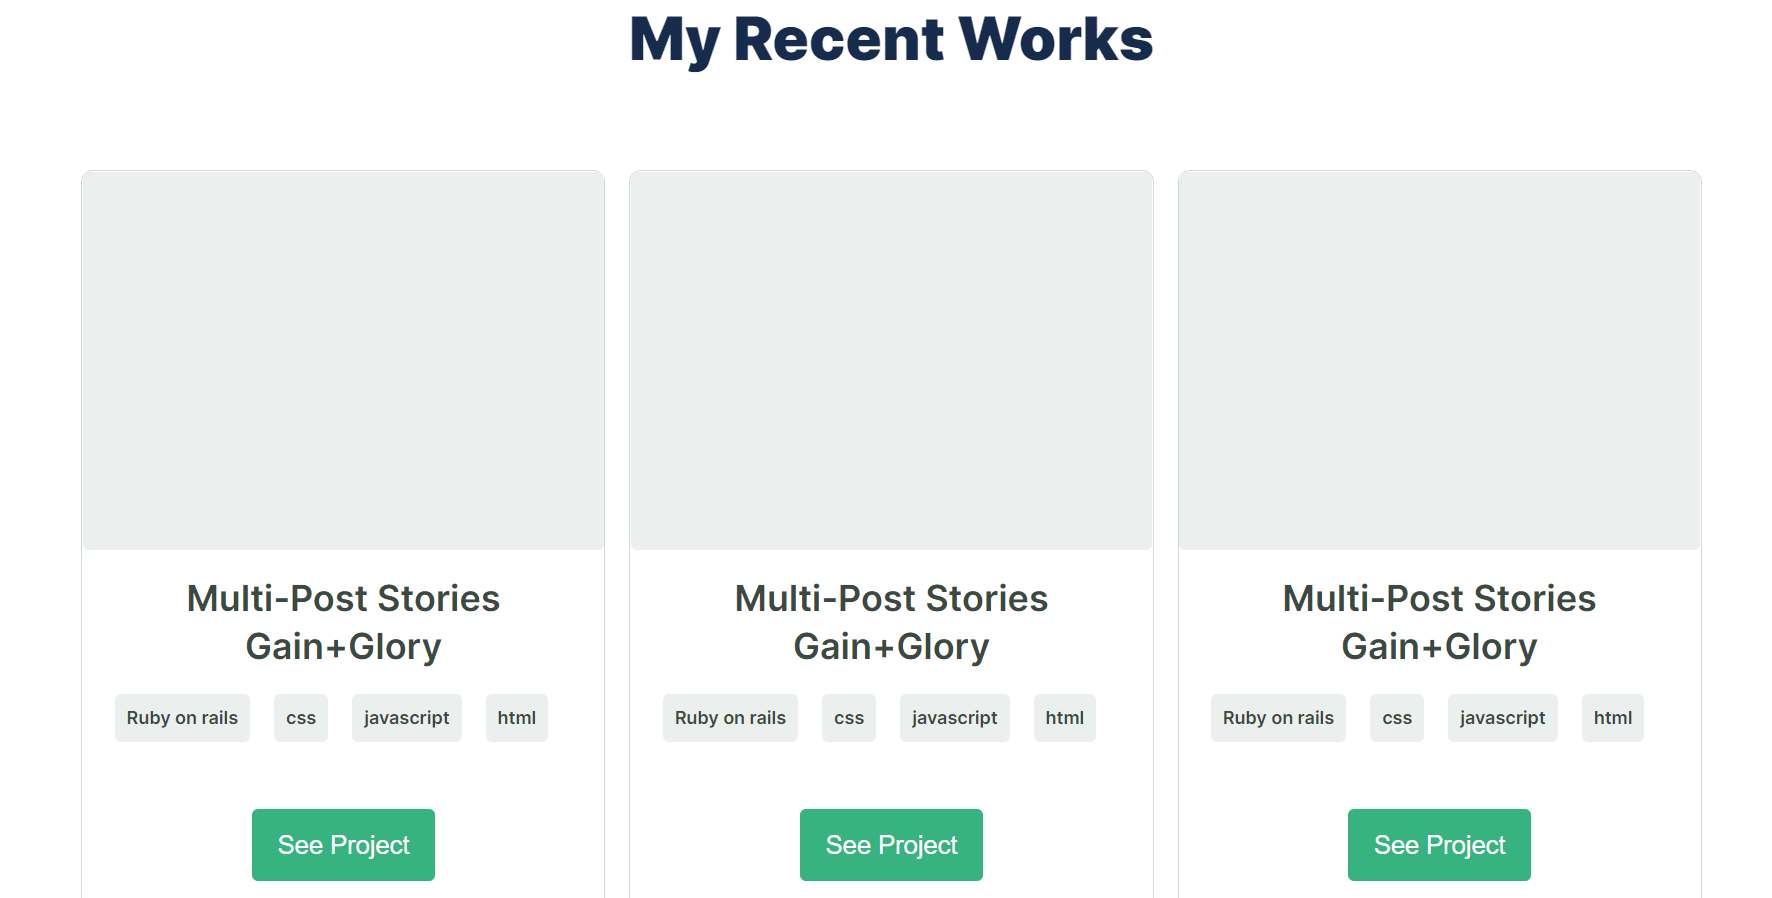 My Recent Works
Multi-Post Stories
Gain+Glory
Ruby on rails css javascript html
See Project
Multi-Post Stories
Gain+Glory
Ruby on rails css javascript html
See Project
Multi-Post Stories
Gain+Glory
Ruby on rails css javascript html
See Project